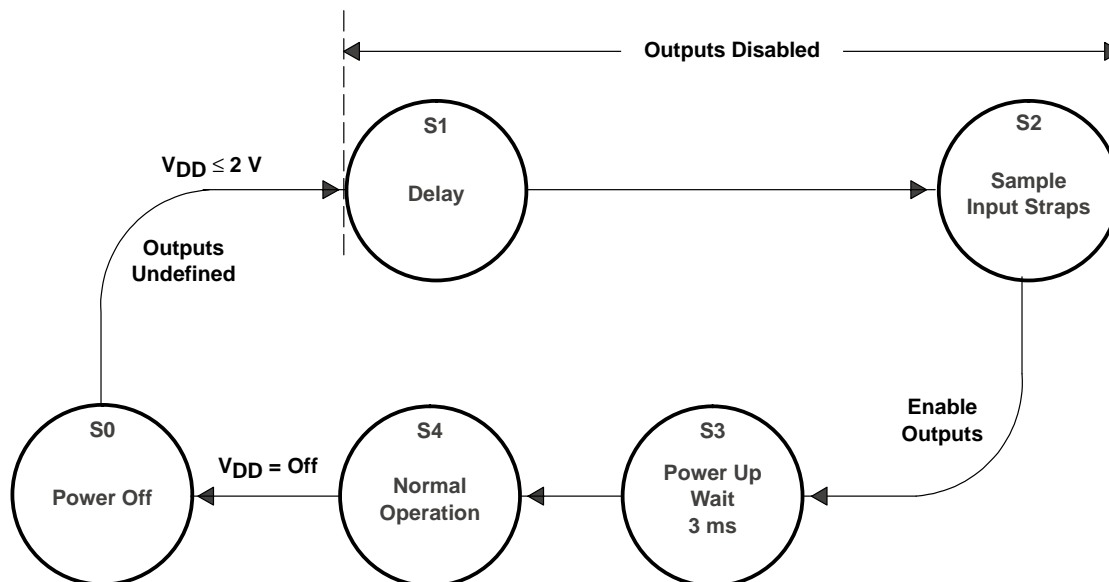 Outputs Disabled
S1
Delay
S2
Sample
Input Straps
VDD ≤ 2 V
Outputs
Undefined
Enable
Outputs
S0
Power Off
VDD = Off
S4
Normal
Operation
S3
Power Up
Wait
3 ms